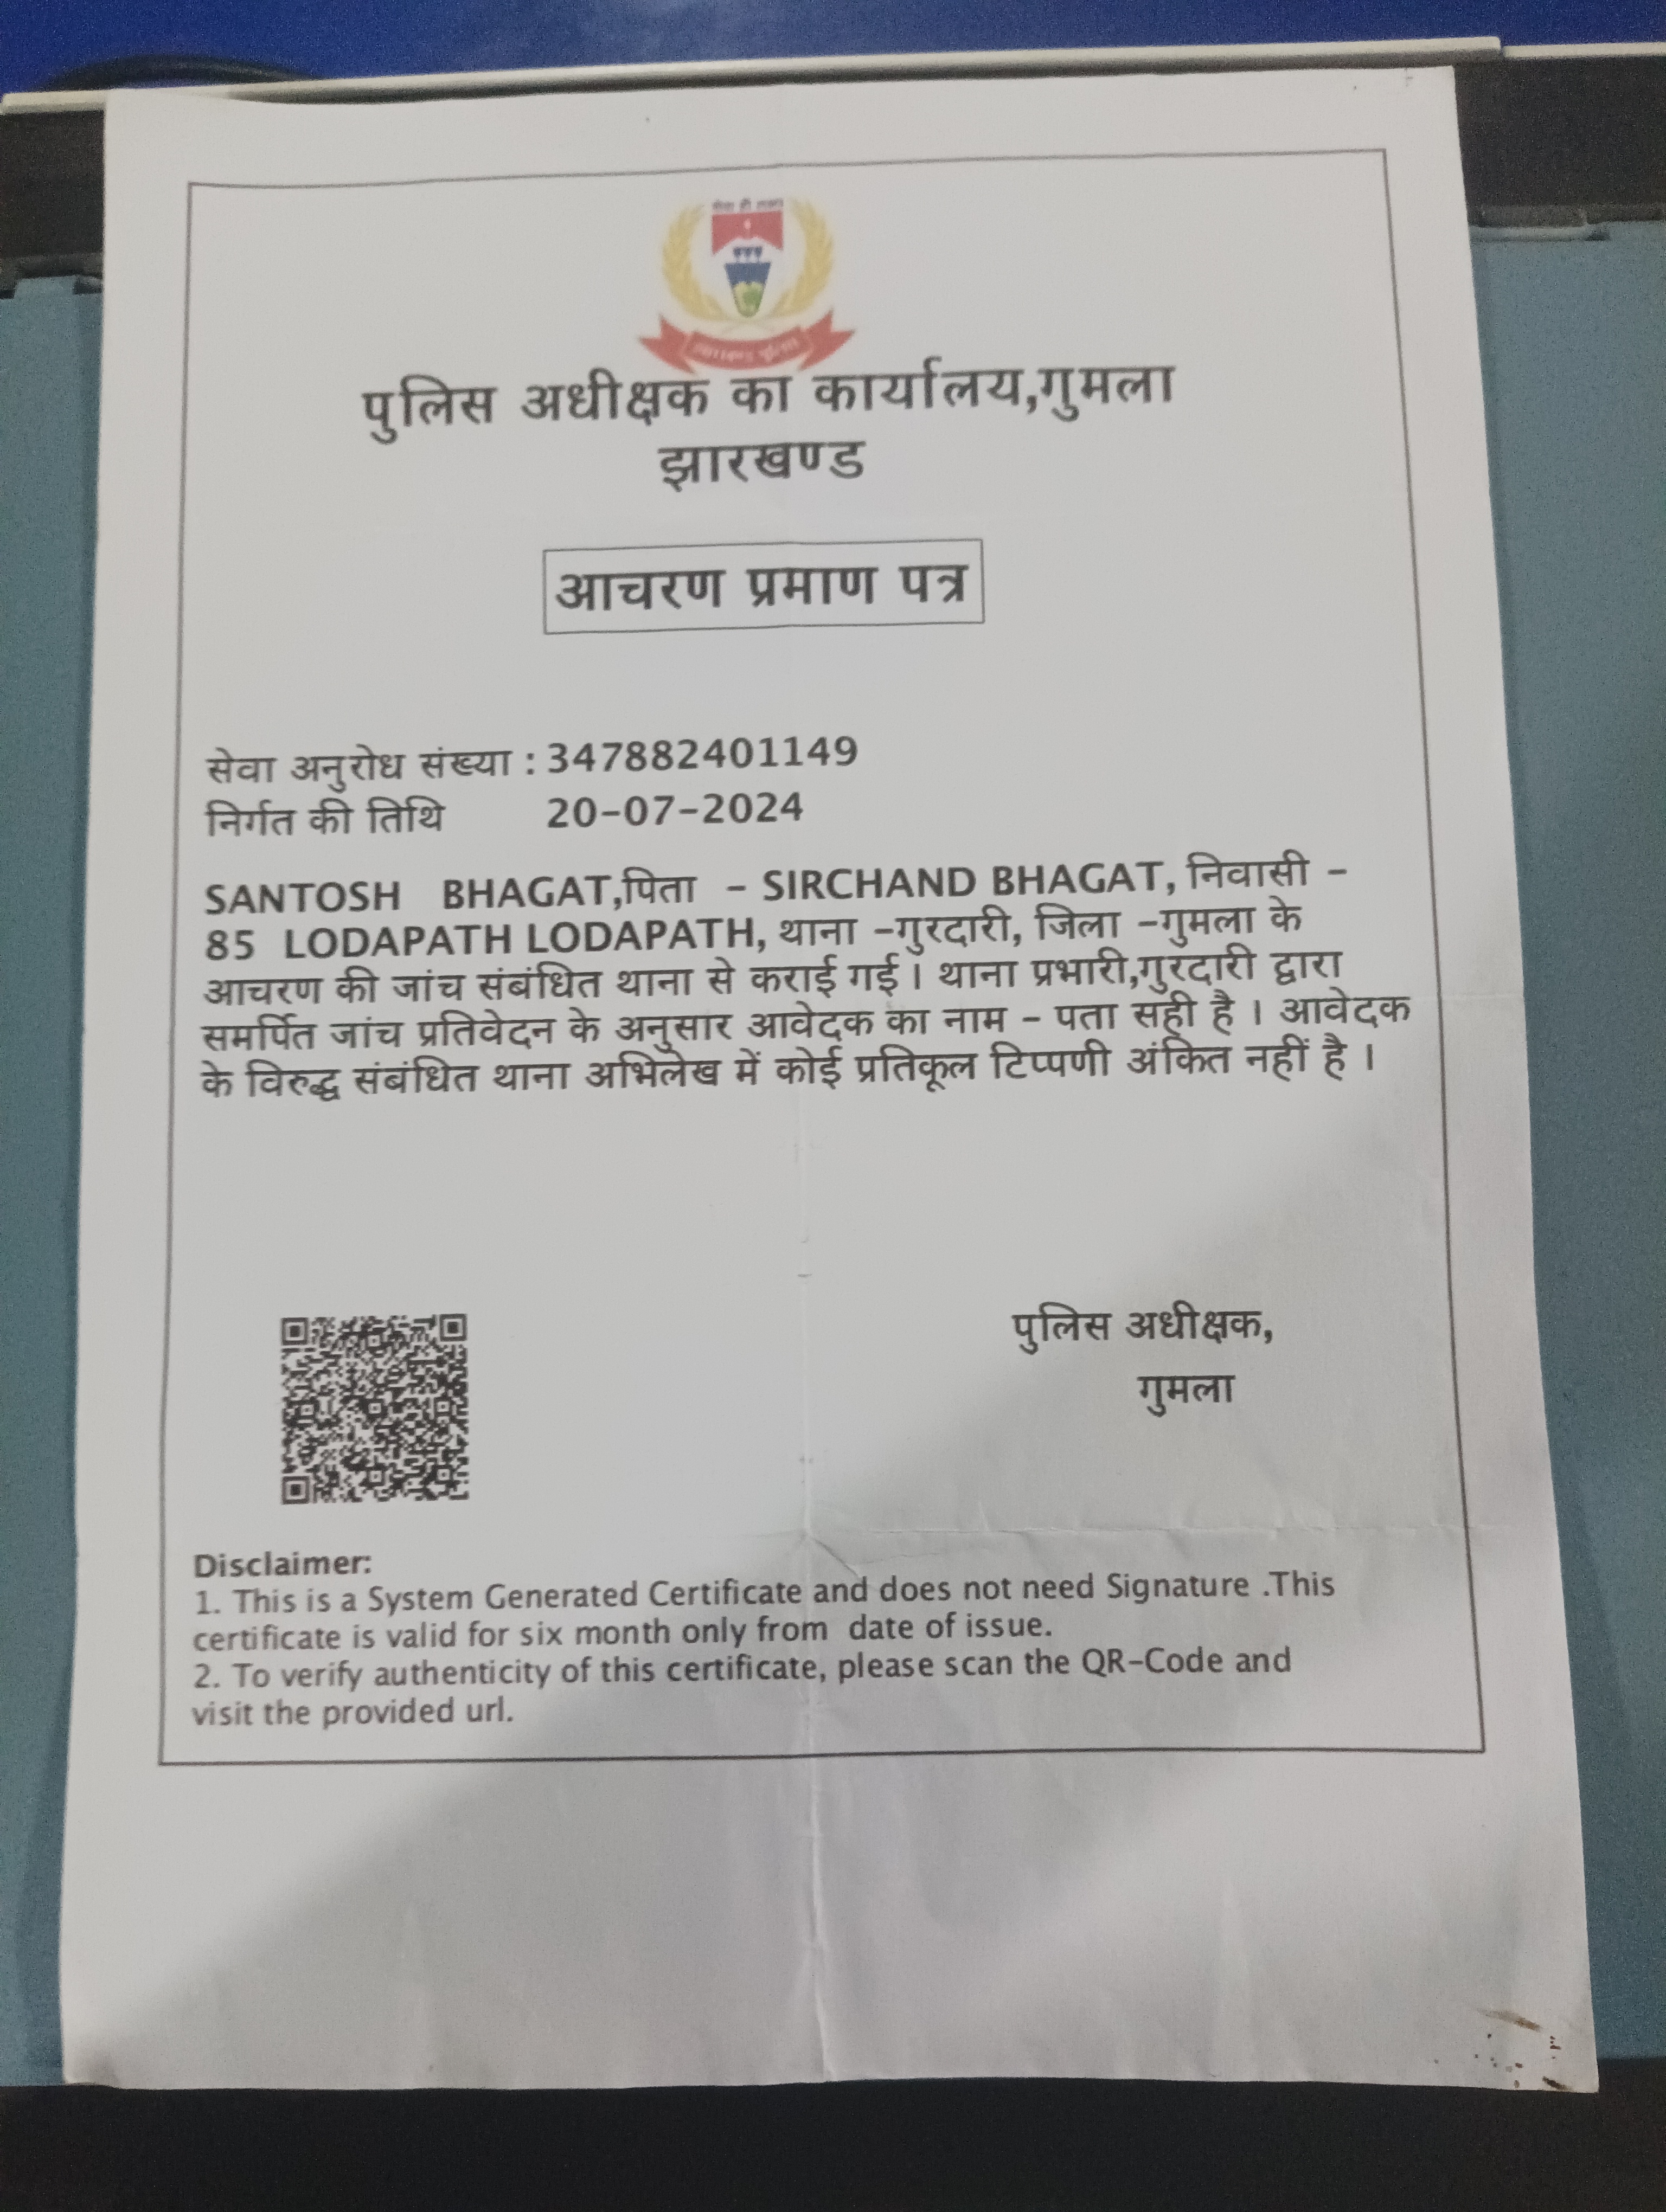 पुलिस अधीक्षक का कार्यालय,गुमला
झारखण्ड
आचरण प्रमाण पत्र
सेवा अनुरोध संख्या : 347882401149
निर्गत की तिथि 20-07-2024
SANTOSH BHAGAT,पिता - SIRCHAND BHAGAT, निवासी -
85 LODAPATH LODAPATH, थाना -गुरदारी, जिला -गुमला के
आचरण की जांच संबंधित थाना से कराई गई। थाना प्रभारी,गुरदारी द्वारा
समर्पित जांच प्रतिवेदन के अनुसार आवेदक का नाम - पता सही है । आवेदक
के विरुद्ध संबंधित थाना अभिलेख में कोई प्रतिकूल टिप्पणी अंकित नहीं है ।
पुलिस अधीक्षक,
गुमला
Disclaimer:
1. This is a System Generated Certificate and does not need Signature .This
certificate is valid for six month only from date of issue.
2. To verify authenticity of this certificate, please scan the QR-Code and
visit the provided url.